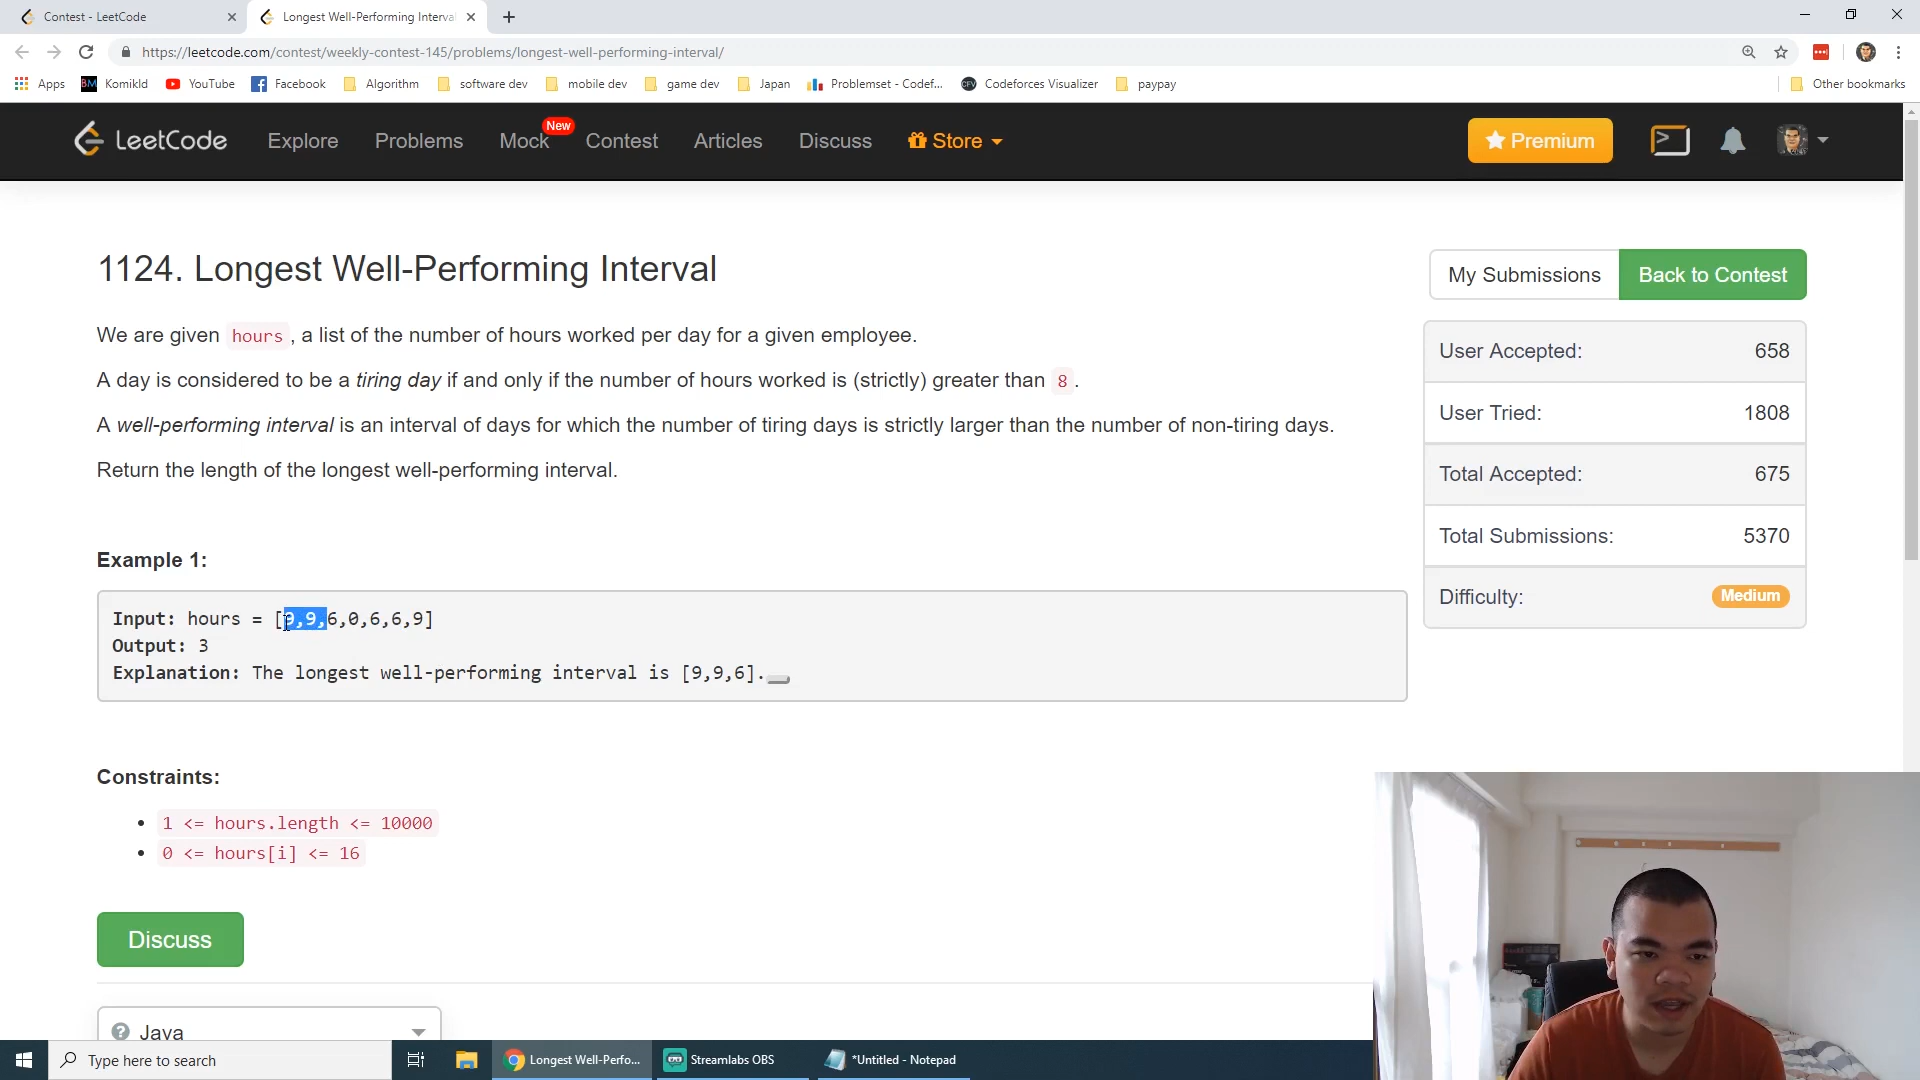 Contest - LeetCode
Longest Well-Performing Interva
https://leetcode.com/contest/weekly-contest-145/problems/longest-well-performing-interval/
Apps
BM
KomikId
YouTube
Facebook
Algorithm
software dev
mobile dev
game dev
Japan
Problemset - Codef...
Codeforces Visualizer
paypay
Other bookmarks
LeetCode
Explore
Problems
Mock
New
Contest
Articles
Discuss
Store
Premium
1124. Longest Well-Performing Interval
My Submissions
Back to Contest
We are given hours , a list of the number of hours worked per day for a given employee.
A day is considered to be a tiring day if and only if the number of hours worked is (strictly) greater than 8 .
A well-performing interval is an interval of days for which the number of tiring days is strictly larger than the number of non-tiring days.
Return the length of the longest well-performing interval.
User Accepted: 658
User Tried: 1808
Total Accepted: 675
Total Submissions: 5370
Difficulty: Medium
Example 1:
Input: hours = [9,9,6,0,6,6,9]
Output: 3
Explanation: The longest well-performing interval is [9,9,6].
Constraints:
1 <= hours.length <= 10000
0 <= hours[i] <= 16
Discuss
Java
Type here to search
Longest Well-Perfo...
Streamlabs OBS
*Untitled - Notepad